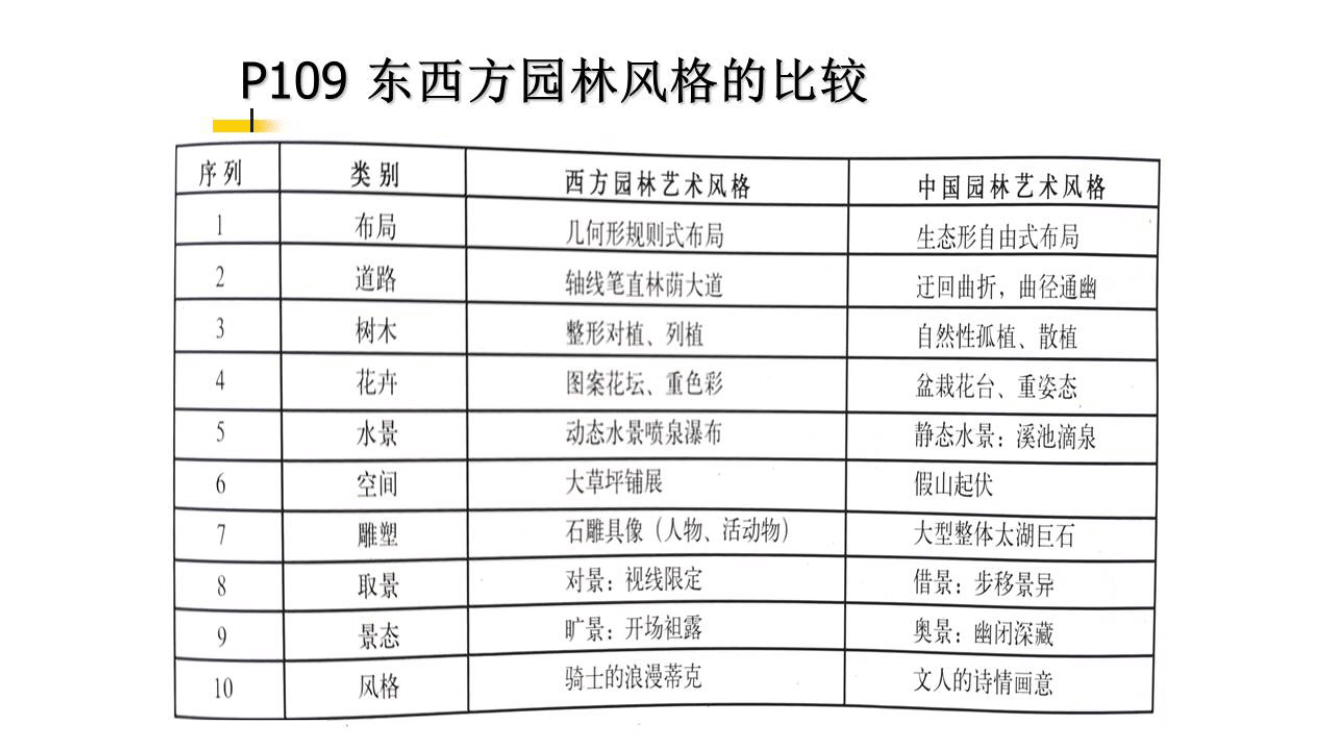 P109 东西方园林风格的比较
序列 类别 西方园林艺术风格 中国园林艺术风格
1 布局 几何形规则式布局 生态形自由式布局
2 道路 轴线笔直林荫大道 迂回曲折，曲径通幽
3 树木 整形对植、列植 自然性孤植、散植
4 花卉 图案花坛、重色彩 盆栽花台、重姿态
5 水景 动态水景喷泉瀑布 静态水景：溪池滴泉
6 空间 大草坪铺展 假山起伏
7 雕塑 石雕具像（人物、活动物） 大型整体太湖巨石
8 取景 对景：视线限定 借景：步移景异
9 景态 旷景：开场袒露 奥景：幽闭深藏
10 风格 骑士的浪漫蒂克 文人的诗情画意